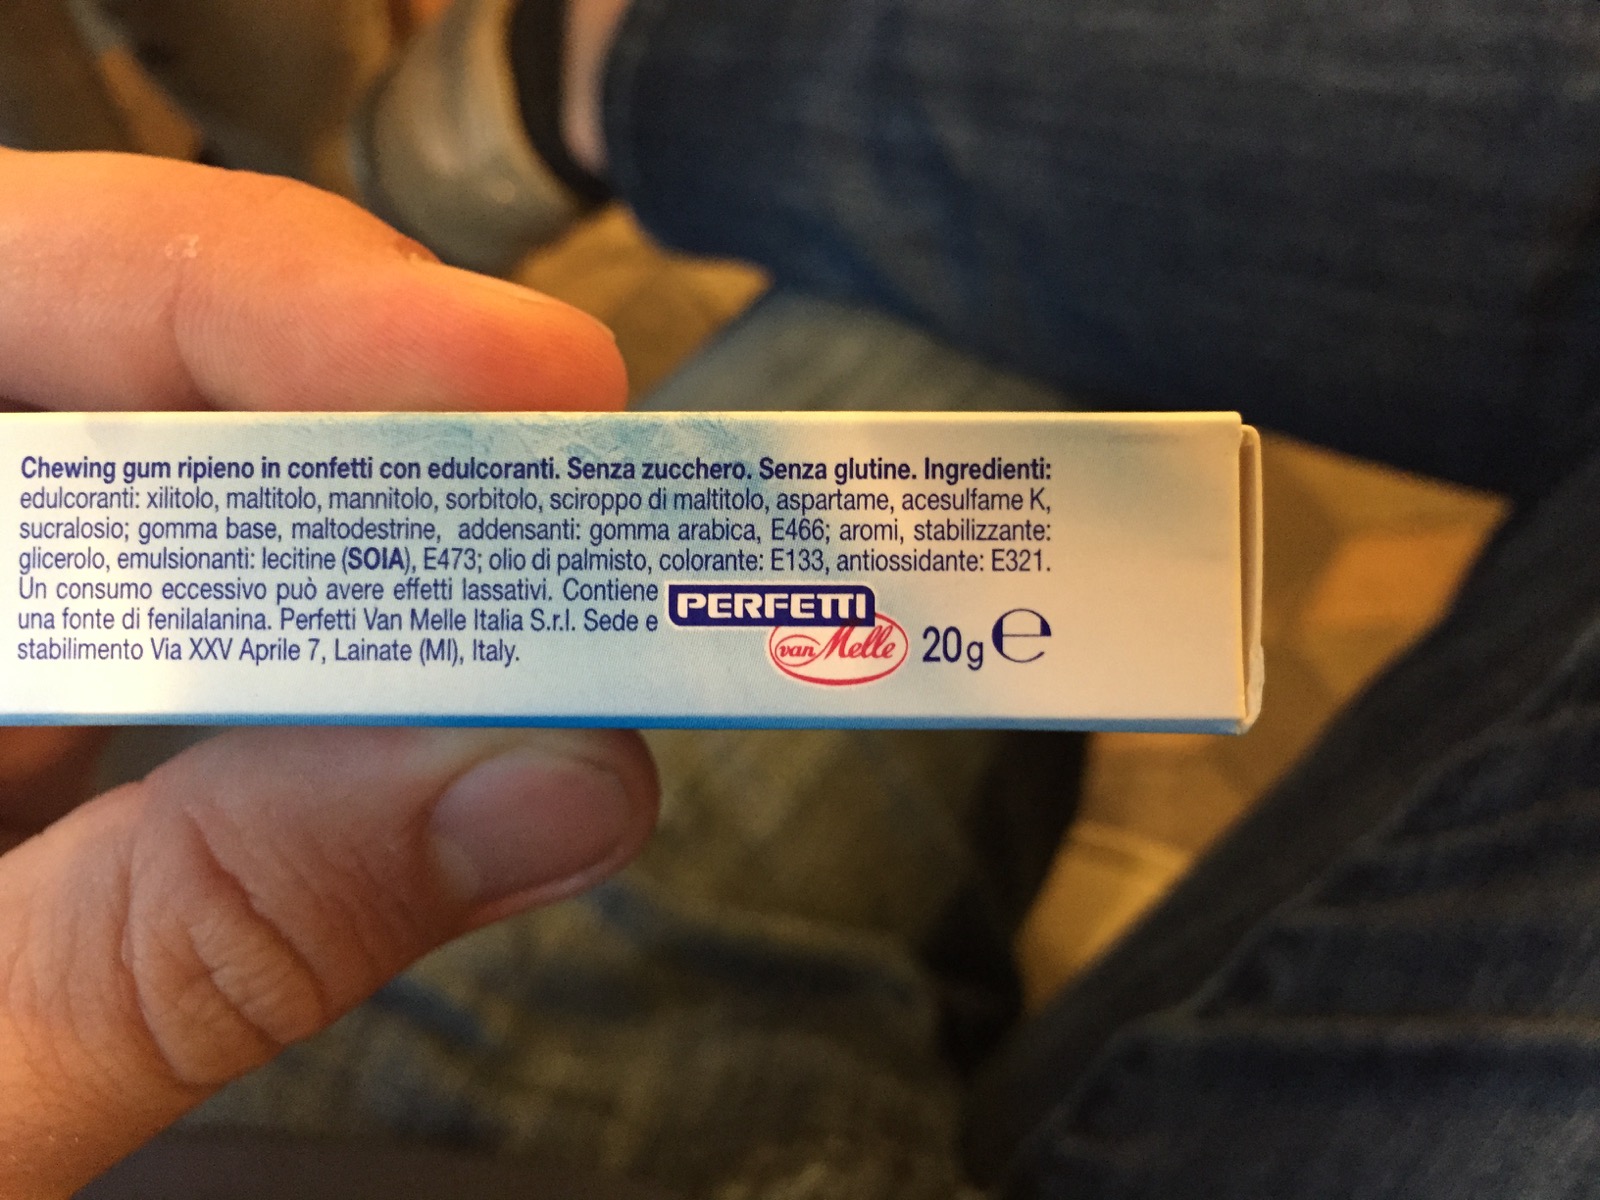 Chewing gum ripieno in confetti con edulcoranti. Senza zucchero. Senza glutine. Ingredienti:
edulcoranti: xilitolo, maltitolo, mannitolo, sorbitolo, sciroppo di maltitolo, aspartame, acesulfame K,
sucralosio; gomma base, maltodestrine, addensanti: gomma arabica, E466; aromi, stabilizzante:
glicerolo, emulsionanti: lecitine (SOIA), E473; olio di palmisto, colorante: E133, antiossidante: E321.
Un consumo eccessivo può avere effetti lassativi. Contiene
una fonte di fenilalanina. Perfetti Van Melle Italia S.r.l. Sede e
stabilimento Via XXV Aprile 7, Lainate (MI), Italy.
PERFETTI
van Melle
20g ℮